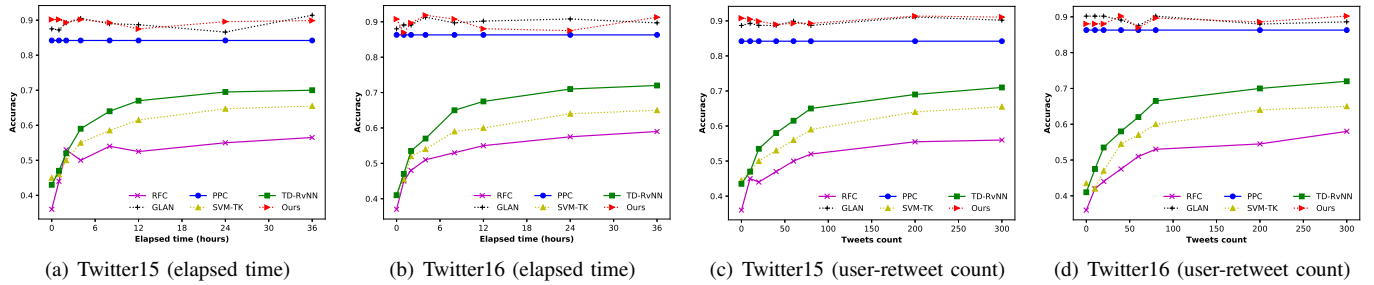 0.9
0.8
0.7
0.6
0.5
0.4
Accuracy
0 6 12 18 24 30 36
Elapsed time (hours)
RFC PPC TD-RvNN
GLAN SVM-TK Ours
(a) Twitter15 (elapsed time)
0.9
0.8
0.7
0.6
0.5
0.4
Accuracy
0 6 12 18 24 30 36
Elapsed time (hours)
RFC PPC TD-RvNN
GLAN SVM-TK Ours
(b) Twitter16 (elapsed time)
0.9
0.8
0.7
0.6
0.5
0.4
Accuracy
0 50 100 150 200 250 300
Tweets count
RFC PPC TD-RvNN
GLAN SVM-TK Ours
(c) Twitter15 (user-retweet count)
0.9
0.8
0.7
0.6
0.5
0.4
Accuracy
0 50 100 150 200 250 300
Tweets count
RFC PPC TD-RvNN
GLAN SVM-TK Ours
(d) Twitter16 (user-retweet count)